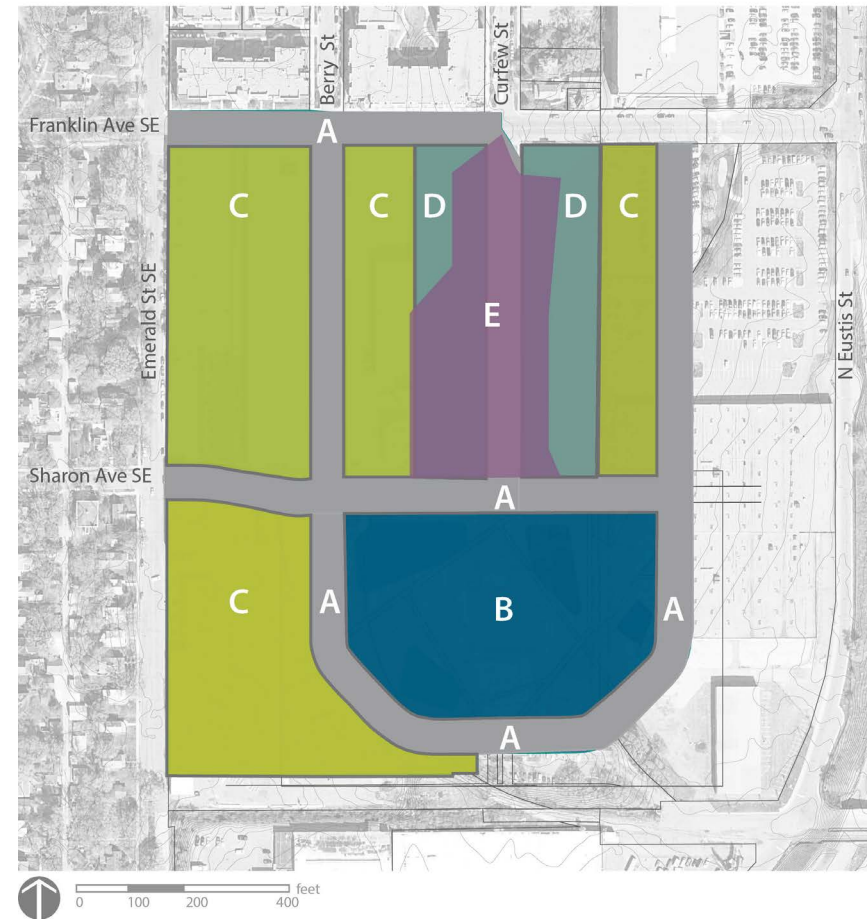 Berry St
Curfew St
Franklin Ave SE
A
C
C
D
D
C
E
Emerald St SE
N Eustis St
Sharon Ave SE
A
C
A
B
A
A
0 100 200 400 feet